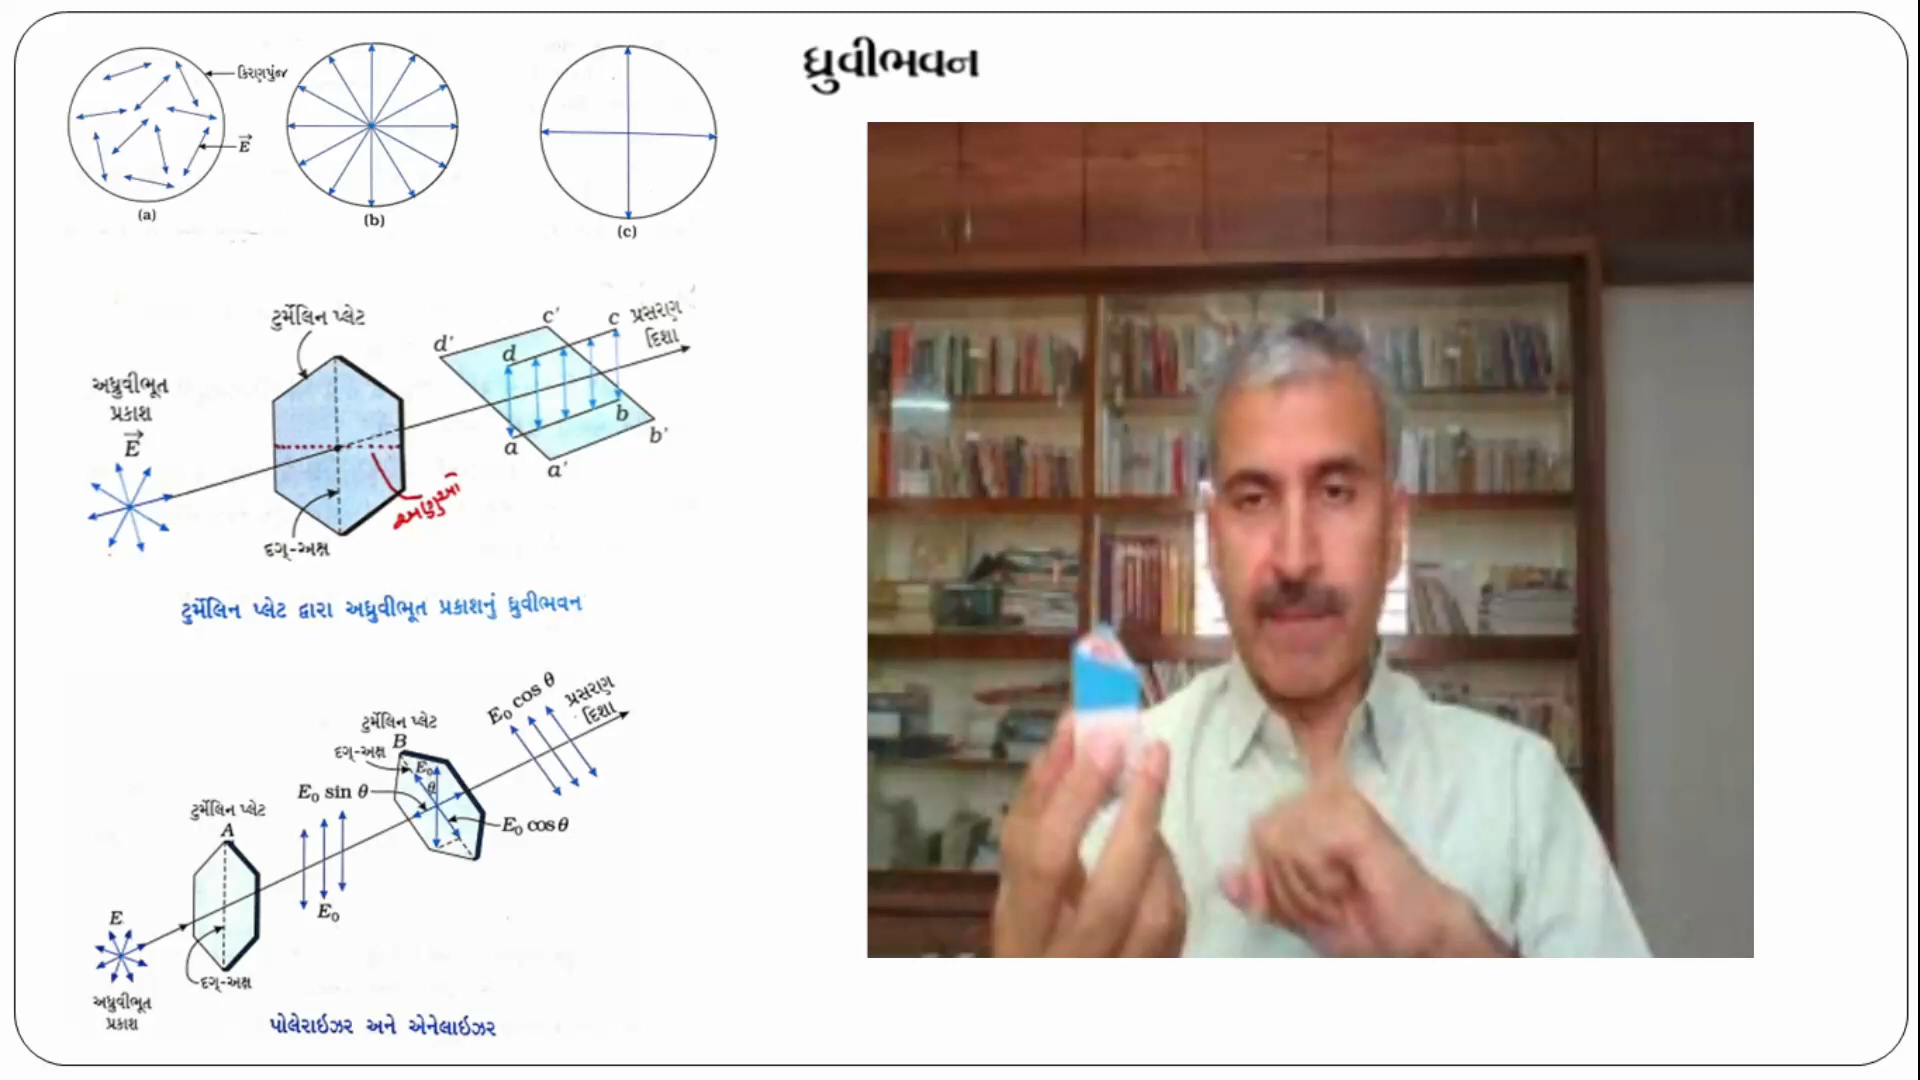 ધ્રુવીભવન
કિરણપુંજ
E
(a)
(b)
(c)
ટુર્મેલિન પ્લેટ
અધ્રુવીભૂત
પ્રકાશ
E
દગ્-અક્ષ
અણુઓ
d'
c'
d
c
a
b
a'
b'
પ્રસરણ
દિશા
ટુર્મેલિન પ્લેટ દ્વારા અધ્રુવીભૂત પ્રકાશનું ધ્રુવીભવન
ટુર્મેલિન પ્લેટ
A
E
દગ્-અક્ષ
અધ્રુવીભૂત
પ્રકાશ
E₀
ટુર્મેલિન પ્લેટ
B
દગ્-અક્ષ
E₀
θ
E₀ sin θ
E₀ cos θ
E₀ cos θ
પ્રસરણ
દિશા
પોલેરાઇઝર અને એનેલાઇઝર